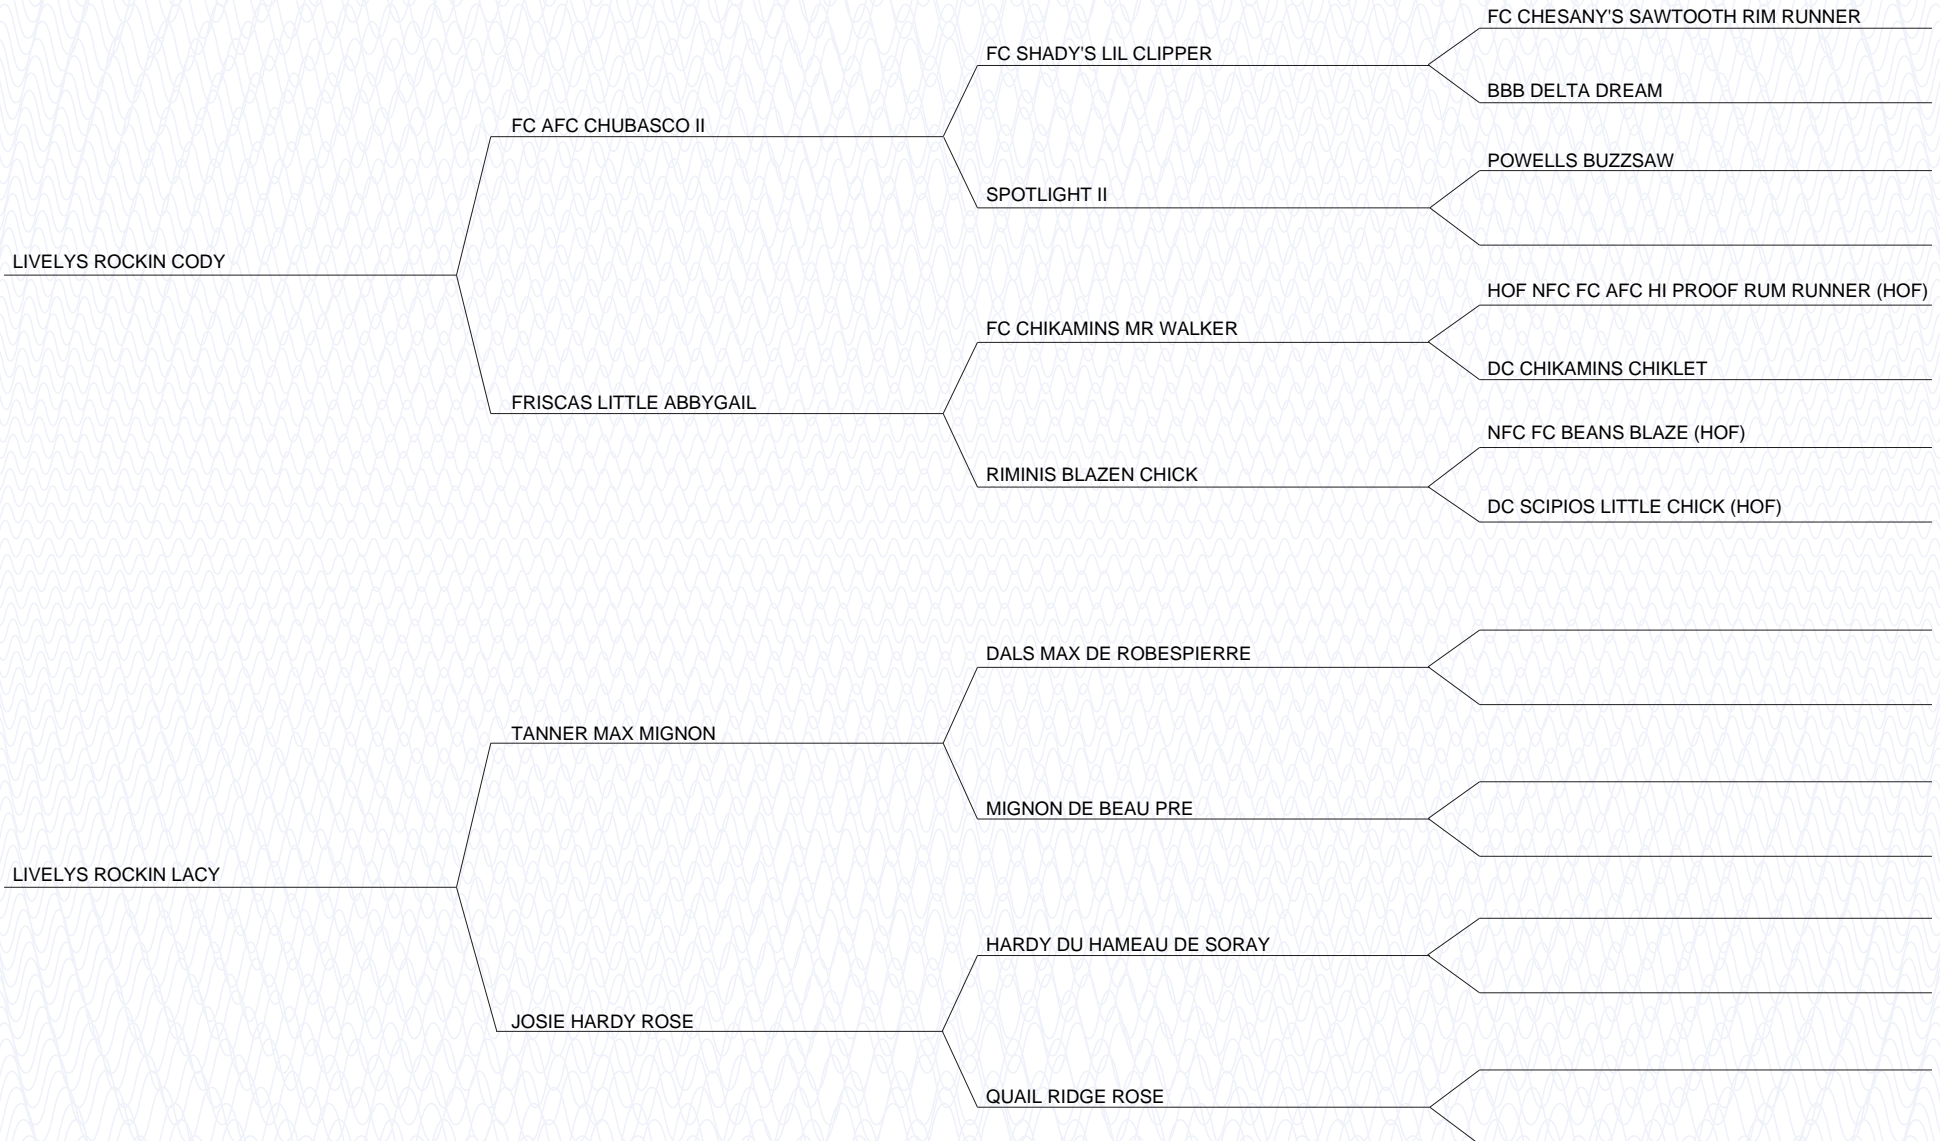 FC CHESANY'S SAWTOOTH RIM RUNNER
FC SHADY'S LIL CLIPPER
BBB DELTA DREAM
FC AFC CHUBASCO II
POWELLS BUZZSAW
SPOTLIGHT II
LIVELYS ROCKIN CODY
HOF NFC FC AFC HI PROOF RUM RUNNER (HOF)
FC CHIKAMINS MR WALKER
DC CHIKAMINS CHIKLET
FRISCAS LITTLE ABBYGAIL
NFC FC BEANS BLAZE (HOF)
RIMINIS BLAZEN CHICK
DC SCIPIOS LITTLE CHICK (HOF)
DALS MAX DE ROBESPIERRE
TANNER MAX MIGNON
MIGNON DE BEAU PRE
LIVELYS ROCKIN LACY
HARDY DU HAMEAU DE SORAY
JOSIE HARDY ROSE
QUAIL RIDGE ROSE